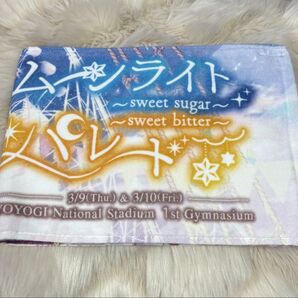 ムーンライト
～sweet sugar～
～sweet bitter～
パレード
3/9(Thu.) & 3/10(Fri.)
YOYOGI National Stadium 1st Gymnasium